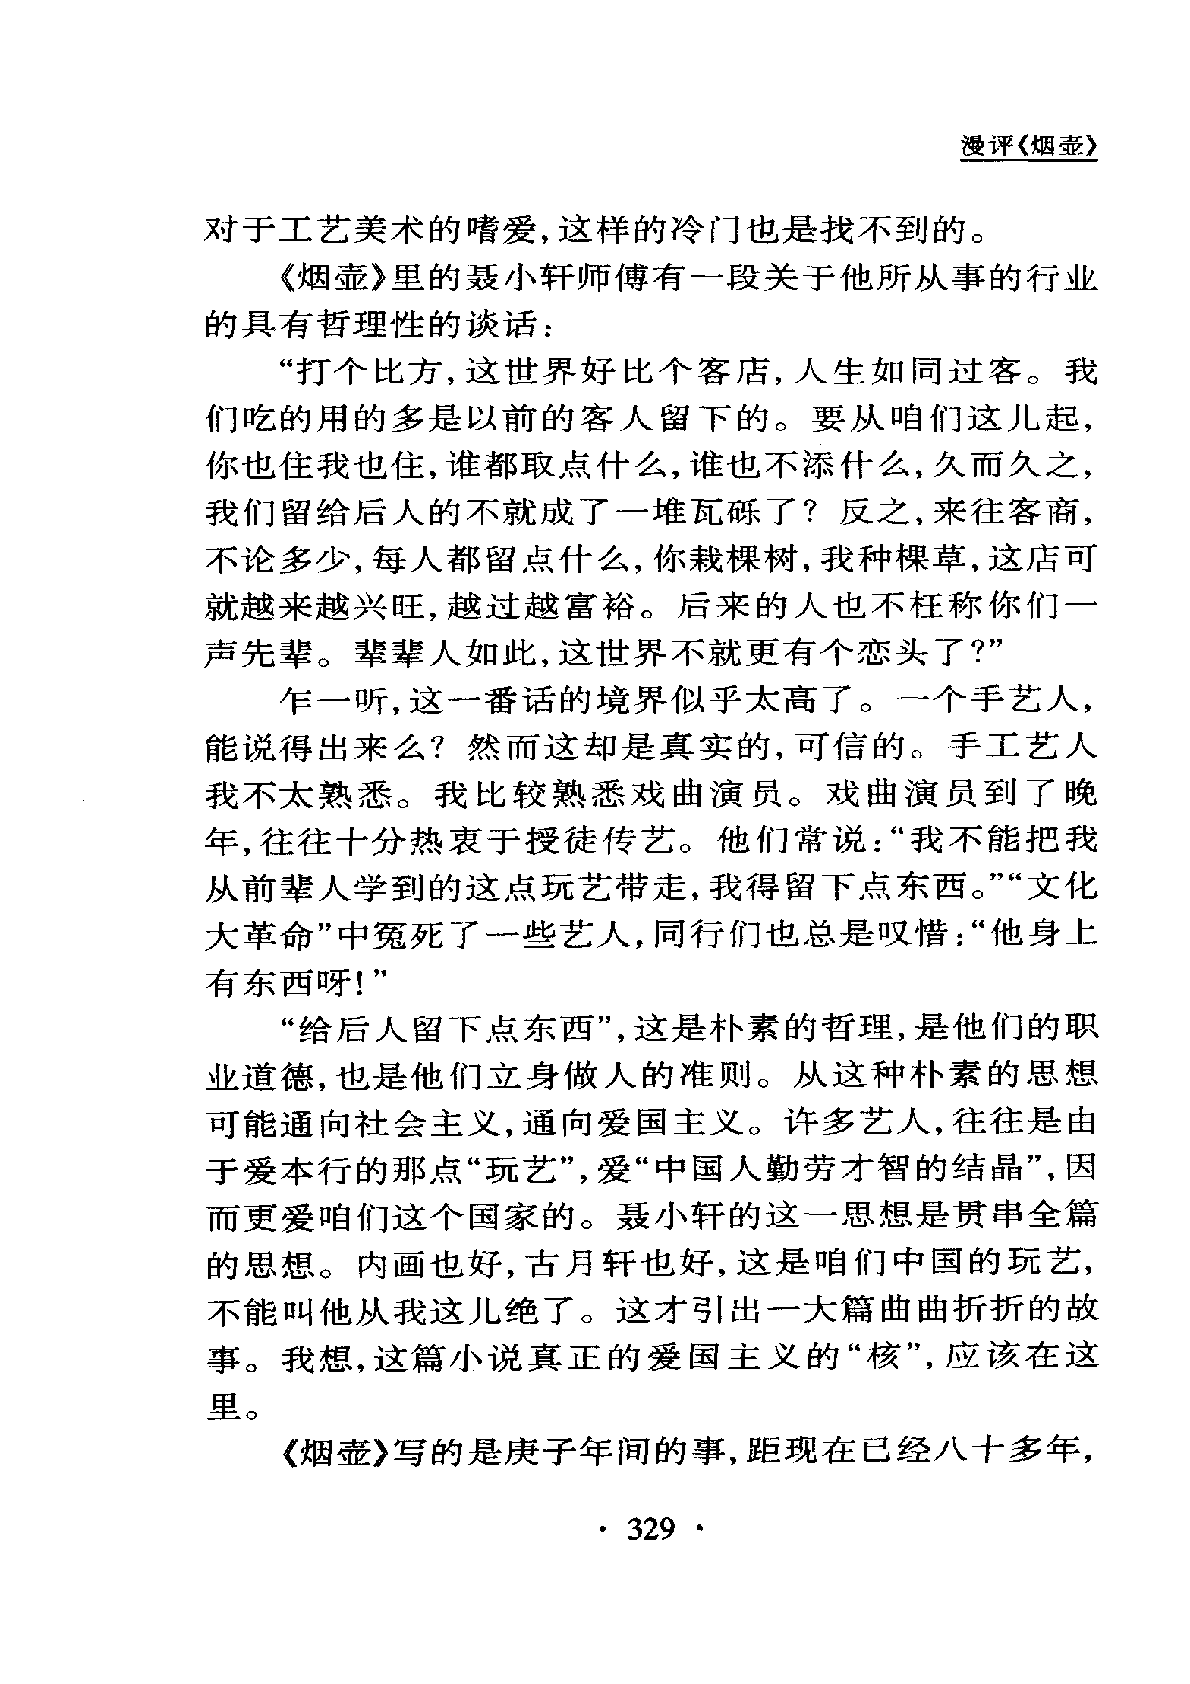 漫评《烟壶》
对于工艺美术的嗜爱,这样的冷门也是找不到的。
《烟壶》里的聂小轩师傅有一段关于他所从事的行业
的具有哲理性的谈话:
“打个比方,这世界好比个客店,人生如同过客。我
们吃的用的多是以前的客人留下的。要从咱们这儿起,
你也住我也住,谁都取点什么,谁也不添什么,久而久之,
我们留给后人的不就成了一堆瓦砾了?反之,来往客商,
不论多少,每人都留点什么,你栽棵树,我种棵草,这店可
就越来越兴旺,越过越富裕。后来的人也不枉称你们一
声先辈。辈辈人如此,这世界不就更有个恋头了?”
乍一听,这一番话的境界似乎太高了。一个手艺人,
能说得出来么?然而这却是真实的,可信的。手工艺人
我不太熟悉。我比较熟悉戏曲演员。戏曲演员到了晚
年,往往十分热衷于授徒传艺。他们常说:“我不能把我
从前辈人学到的这点玩艺带走,我得留下点东西。”“文化
大革命”中冤死了一些艺人,同行们也总是叹惜:“他身上
有东西呀!”
“给后人留下点东西”,这是朴素的哲理,是他们的职
业道德,也是他们立身做人的准则。从这种朴素的思想
可能通向社会主义,通向爱国主义。许多艺人,往往是由
于爱本行的那点“玩艺”,爱“中国人勤劳才智的结晶”,因
而更爱咱们这个国家的。聂小轩的这一思想是贯串全篇
的思想。内画也好,古月轩也好,这是咱们中国的玩艺,
不能叫他从我这儿绝了。这才引出一大篇曲曲折折的故
事。我想,这篇小说真正的爱国主义的“核”,应该在这
里。
《烟壶》写的是庚子年间的事,距现在已经八十多年,
· 329 ·